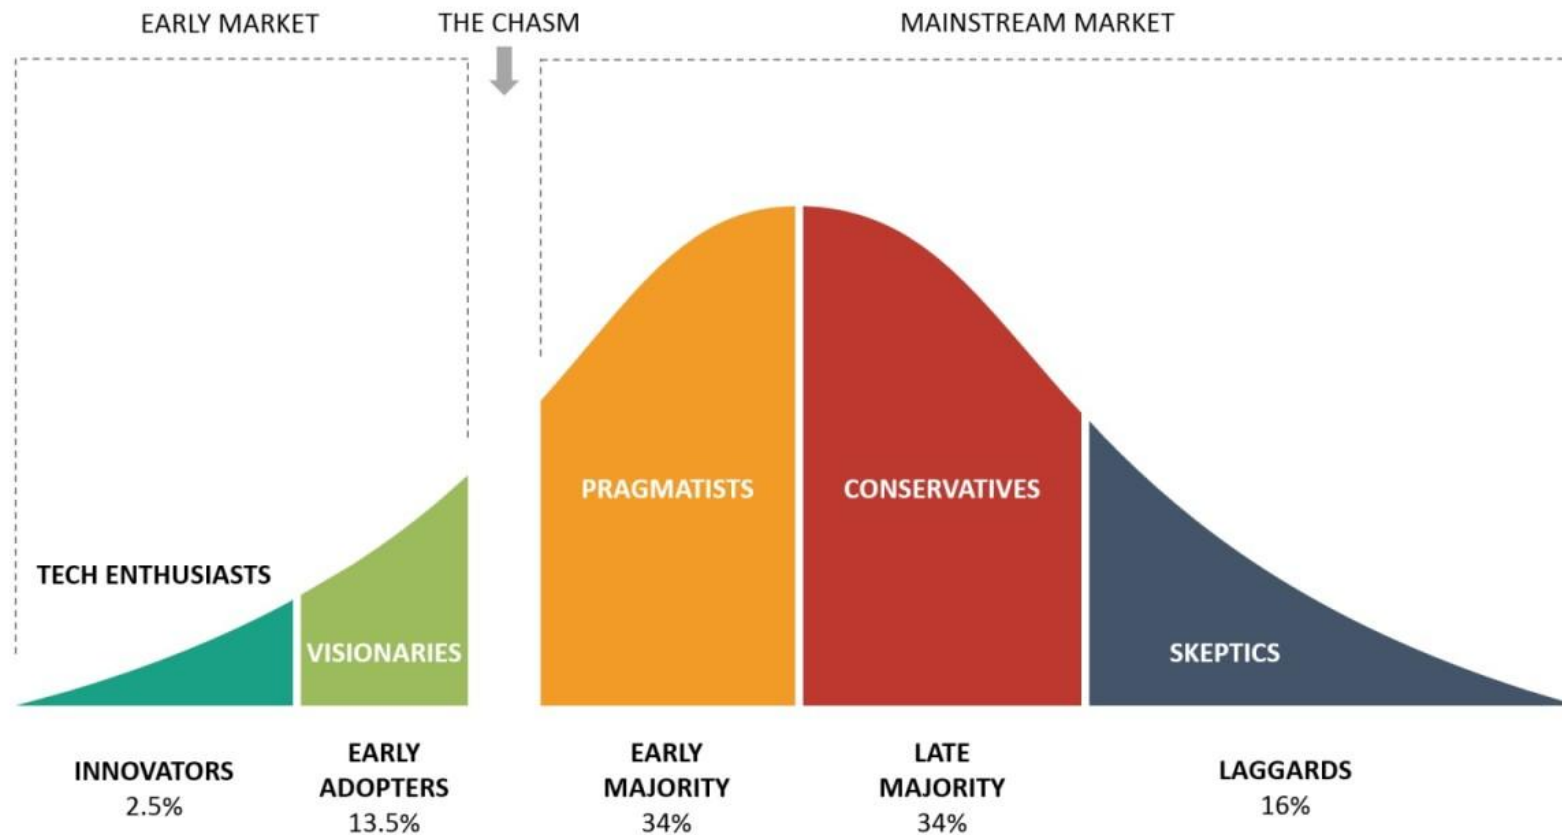 EARLY MARKET
THE CHASM
MAINSTREAM MARKET
TECH ENTHUSIASTS
VISIONARIES
PRAGMATISTS
CONSERVATIVES
SKEPTICS
INNOVATORS
2.5%
EARLY
ADOPTERS
13.5%
EARLY
MAJORITY
34%
LATE
MAJORITY
34%
LAGGARDS
16%